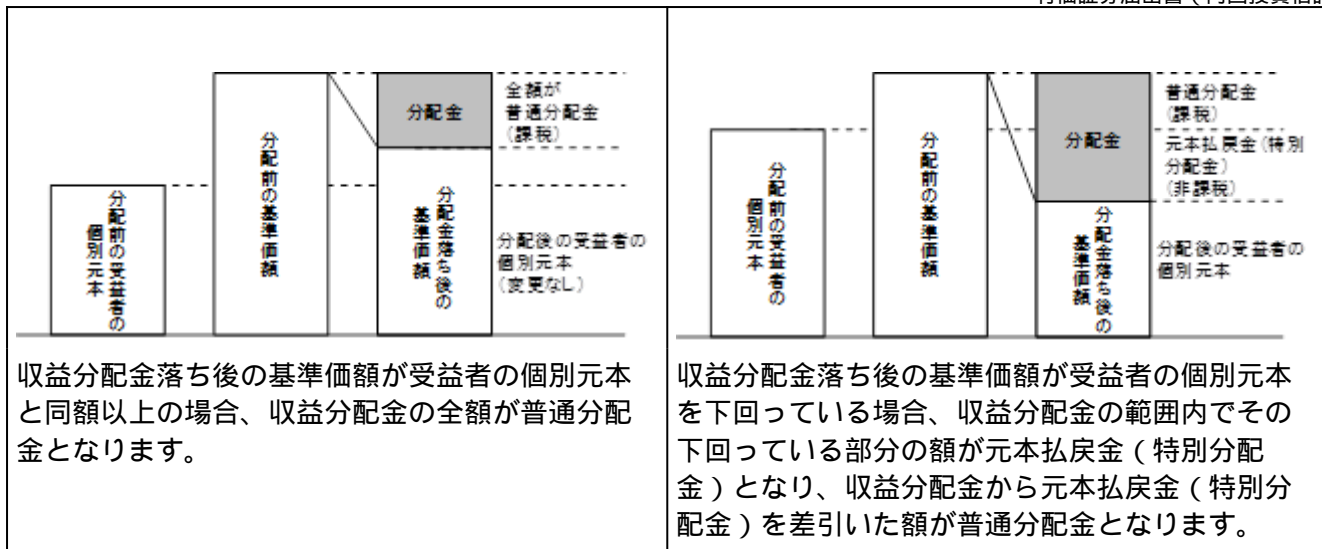 全額が
普通分配金
(課税)
分配金
分配前の受益者の
個別元本
分配前の基準価額
分配金落ち後の
基準価額
分配後の受益者の
個別元本
(変更なし)
収益分配金落ち後の基準価額が受益者の個別元本
と同額以上の場合、収益分配金の全額が普通分配
金となります。
普通分配金
(課税)
元本払戻金(特別
分配金)
(非課税)
分配金
分配前の受益者の
個別元本
分配前の基準価額
分配金落ち後の
基準価額
分配後の受益者の
個別元本
収益分配金落ち後の基準価額が受益者の個別元本
を下回っている場合、収益分配金の範囲内でその
下回っている部分の額が元本払戻金(特別分配
金)となり、収益分配金から元本払戻金(特別分
配金)を差引いた額が普通分配金となります。